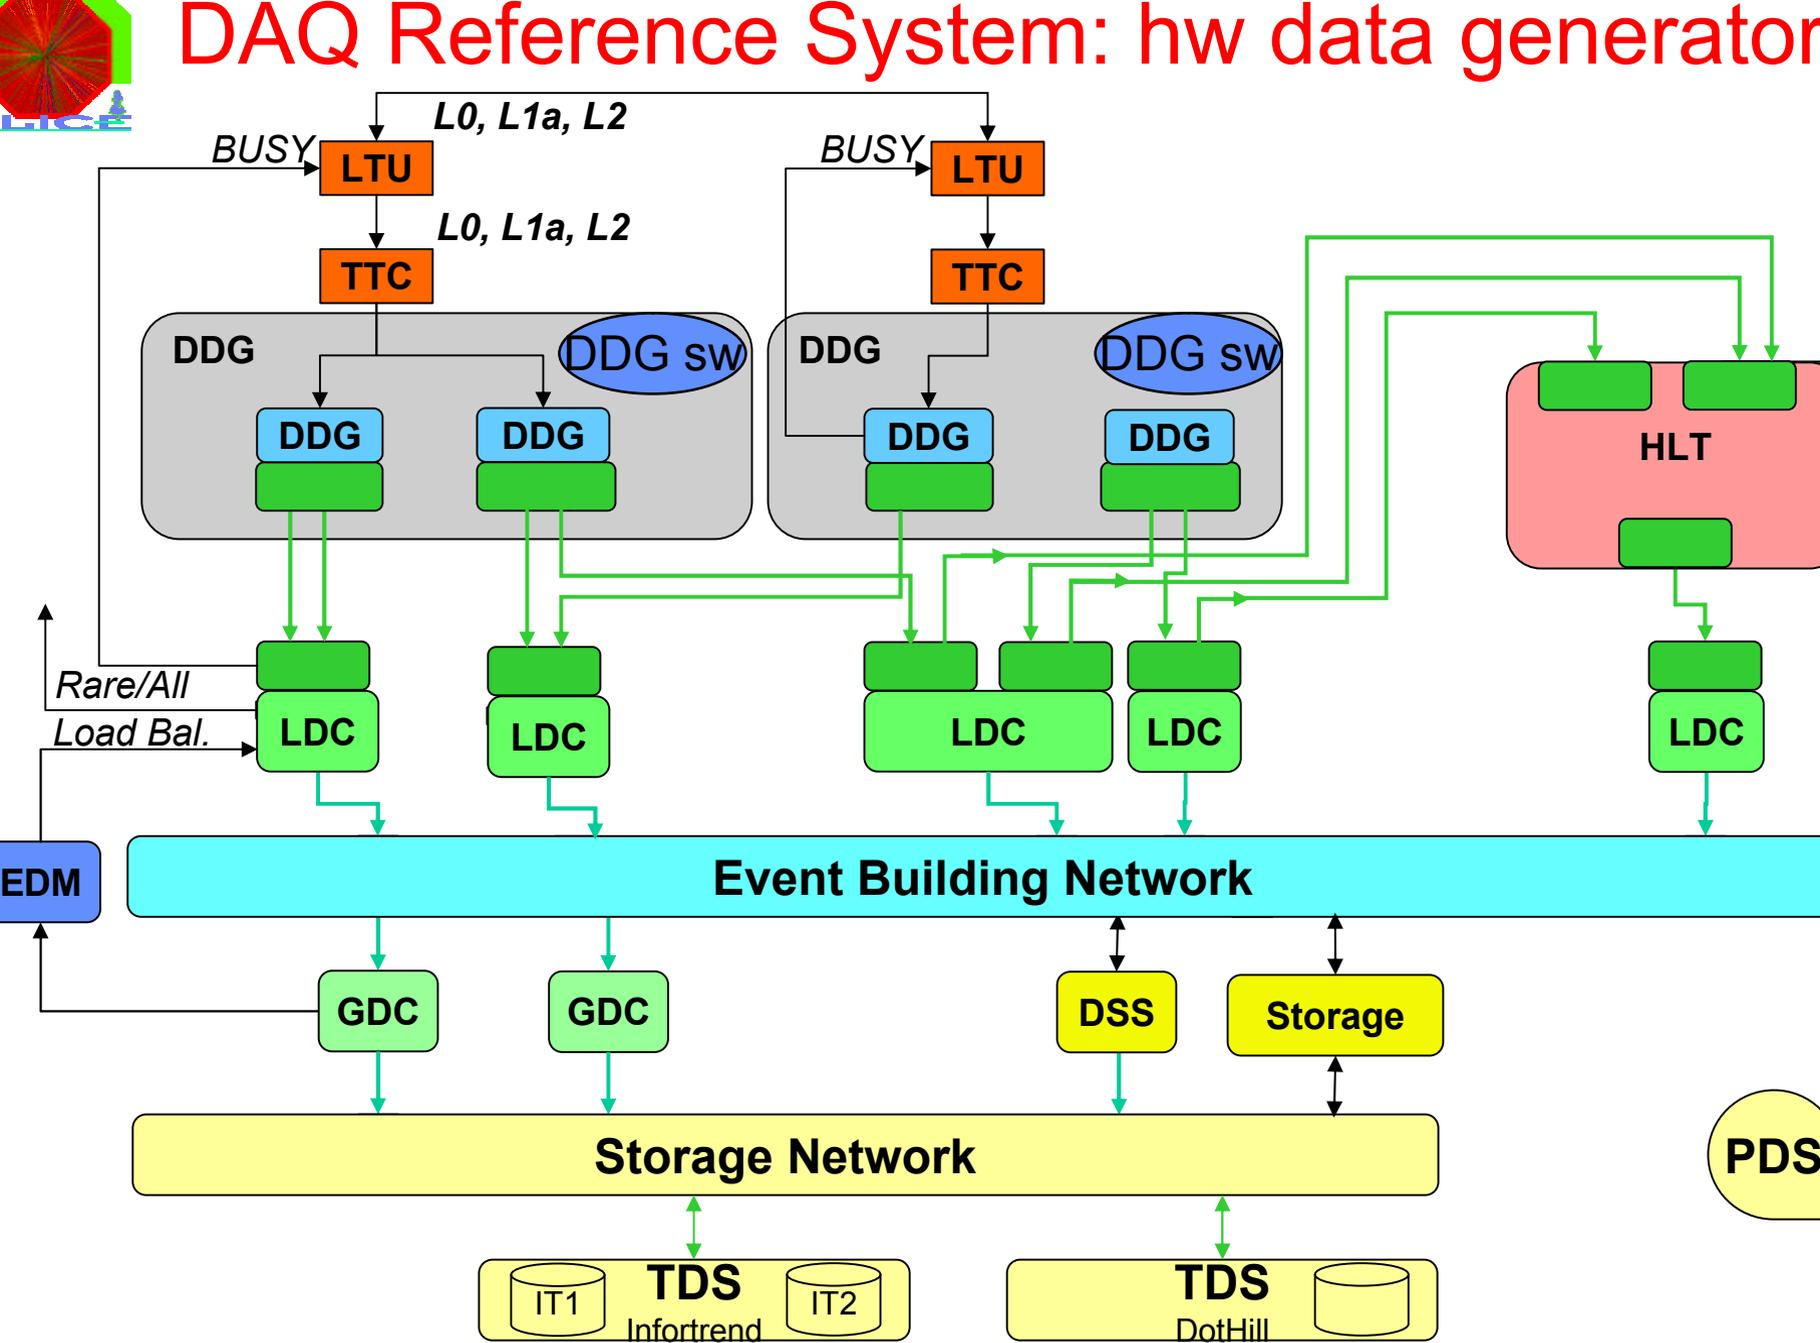 DAQ Reference System: hw data generator
LICE
L0, L1a, L2
BUSY
LTU
BUSY
LTU
L0, L1a, L2
TTC
TTC
DDG
DDG sw
DDG
DDG sw
DDG
DDG
DDG
DDG
HLT
Rare/All
Load Bal.
LDC
LDC
LDC
LDC
LDC
EDM
Event Building Network
GDC
GDC
DSS
Storage
Storage Network
PDS
IT1
TDS
IT2
Infortrend
TDS
DotHill